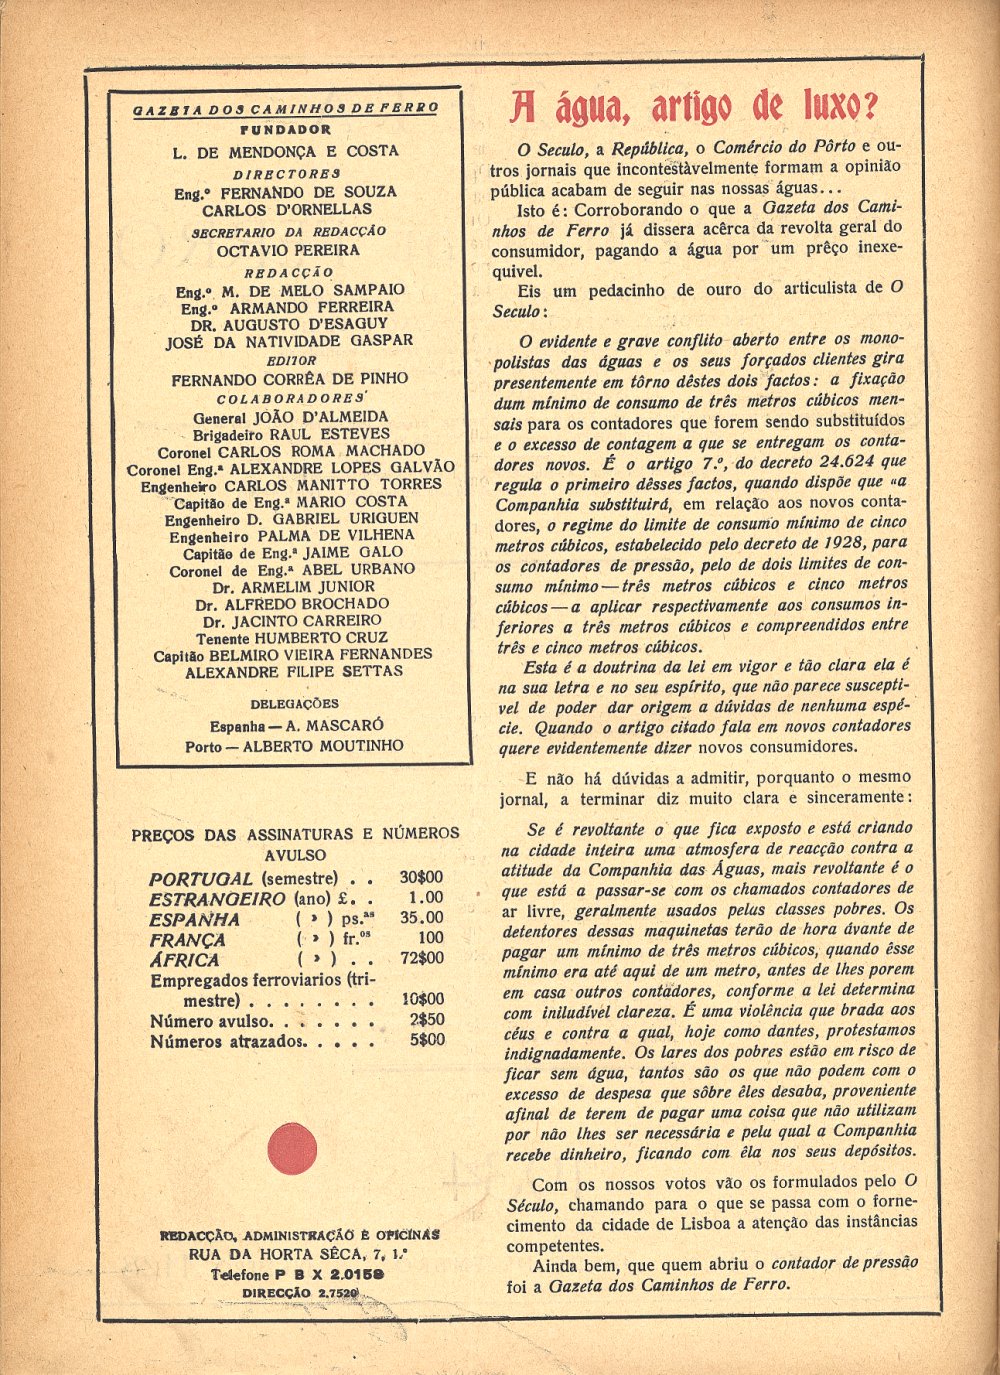 GAZETA DOS CAMINHOS DE FERRO
FUNDADOR
L. DE MENDONÇA E COSTA
DIRECTORES
Eng.º FERNANDO DE SOUZA
CARLOS D'ORNELLAS
SECRETARIO DA REDACÇÃO
OCTAVIO PEREIRA
REDACÇÃO
Eng.º M. DE MELO SAMPAIO
Eng.º ARMANDO FERREIRA
DR. AUGUSTO D'ESAGUY
JOSÉ DA NATIVIDADE GASPAR
EDITOR
FERNANDO CORRÊA DE PINHO
COLABORADORES
General JOÃO D'ALMEIDA
Brigadeiro RAUL ESTEVES
Coronel CARLOS ROMA MACHADO
Coronel Eng.ª ALEXANDRE LOPES GALVÃO
Engenheiro CARLOS MANITTO TORRES
Capitão de Eng.ª MARIO COSTA
Engenheiro D. GABRIEL URIGUEN
Engenheiro PALMA DE VILHENA
Capitão de Eng.ª JAIME GALO
Coronel de Eng.ª ABEL URBANO
Dr. ARMELIM JUNIOR
Dr. ALFREDO BROCHADO
Dr. JACINTO CARREIRO
Tenente HUMBERTO CRUZ
Capitão BELMIRO VIEIRA FERNANDES
ALEXANDRE FILIPE SETTAS
DELEGAÇÕES
Espanha — A. MASCARÓ
Porto — ALBERTO MOUTINHO
PREÇOS DAS ASSINATURAS E NÚMEROS
AVULSO
PORTUGAL (semestre) . . 30$00
ESTRANGEIRO (ano) £. . 1.00
ESPANHA ( » ) ps.as 35.00
FRANÇA ( » ) fr.os 100
ÁFRICA ( » ) . . 72$00
Empregados ferroviarios (tri-
mestre) . . . . . . . . 10$00
Número avulso. . . . . . . 2$50
Números atrazados. . . . . 5$00
REDACÇÃO, ADMINISTRAÇÃO E OFICINAS
RUA DA HORTA SÊCA, 7, 1.º
Telefone P B X 2.0158
DIRECÇÃO 2.7520
A água, artigo de luxo?
O Seculo, a República, o Comércio do Pôrto e ou-
tros jornais que incontestàvelmente formam a opinião
pública acabam de seguir nas nossas águas...
Isto é: Corroborando o que a Gazeta dos Cami-
nhos de Ferro já dissera acêrca da revolta geral do
consumidor, pagando a água por um prêço inexe-
quivel.
Eis um pedacinho de ouro do articulista de O
Seculo:
O evidente e grave conflito aberto entre os mono-
polistas das águas e os seus forçados clientes gira
presentemente em tôrno dêstes dois factos: a fixação
dum mínimo de consumo de três metros cúbicos men-
sais para os contadores que forem sendo substituídos
e o excesso de contagem a que se entregam os conta-
dores novos. É o artigo 7.º, do decreto 24.624 que
regula o primeiro dêsses factos, quando dispõe que «a
Companhia substituirá, em relação aos novos conta-
dores, o regime do limite de consumo mínimo de cinco
metros cúbicos, estabelecido pelo decreto de 1928, para
os contadores de pressão, pelo de dois limites de con-
sumo mínimo — três metros cúbicos e cinco metros
cúbicos — a aplicar respectivamente aos consumos in-
feriores a três metros cúbicos e compreendidos entre
três e cinco metros cúbicos.
Esta é a doutrina da lei em vigor e tão clara ela é
na sua letra e no seu espírito, que não parece suscepti-
vel de poder dar origem a dúvidas de nenhuma espé-
cie. Quando o artigo citado fala em novos contadores
quere evidentemente dizer novos consumidores.
E não há dúvidas a admitir, porquanto o mesmo
jornal, a terminar diz muito clara e sinceramente:
Se é revoltante o que fica exposto e está criando
na cidade inteira uma atmosfera de reacção contra a
atitude da Companhia das Águas, mais revoltante é o
que está a passar-se com os chamados contadores de
ar livre, geralmente usados pelas classes pobres. Os
detentores dessas maquinetas terão de hora ávante de
pagar um mínimo de três metros cúbicos, quando êsse
mínimo era até aqui de um metro, antes de lhes porem
em casa outros contadores, conforme a lei determina
com iniludível clareza. É uma violência que brada aos
céus e contra a qual, hoje como dantes, protestamos
indignadamente. Os lares dos pobres estão em risco de
ficar sem água, tantos são os que não podem com o
excesso de despesa que sôbre êles desaba, proveniente
afinal de terem de pagar uma coisa que não utilizam
por não lhes ser necessária e pela qual a Companhia
recebe dinheiro, ficando com êla nos seus depósitos.
Com os nossos votos vão os formulados pelo O
Século, chamando para o que se passa com o forne-
cimento da cidade de Lisboa a atenção das instâncias
competentes.
Ainda bem, que quem abriu o contador de pressão
foi a Gazeta dos Caminhos de Ferro.